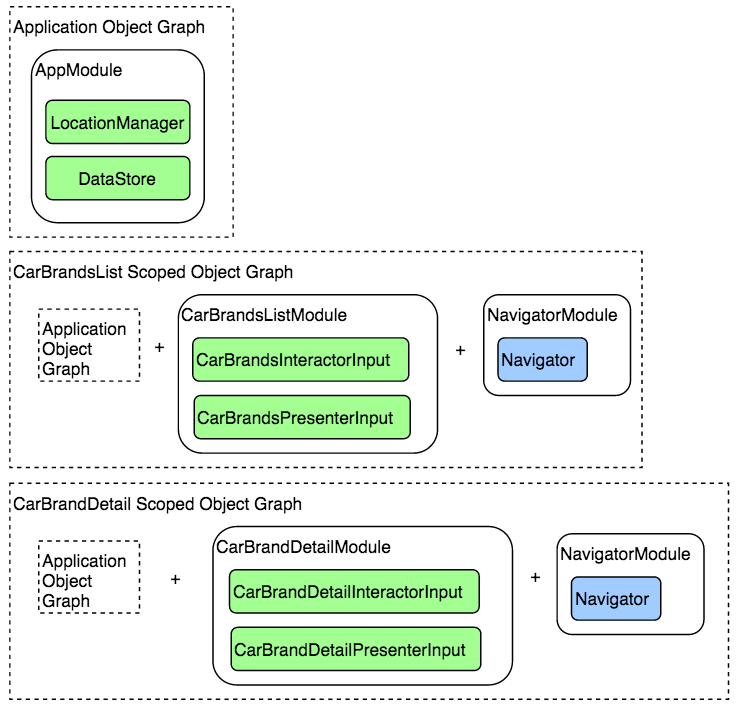 Application Object Graph
AppModule
LocationManager
DataStore
CarBrandsList Scoped Object Graph
Application
Object
Graph
+
CarBrandsListModule
CarBrandsInteractorInput
CarBrandsPresenterInput
+
NavigatorModule
Navigator
CarBrandDetail Scoped Object Graph
Application
Object
Graph
+
CarBrandDetailModule
CarBrandDetailInteractorInput
CarBrandDetailPresenterInput
+
NavigatorModule
Navigator